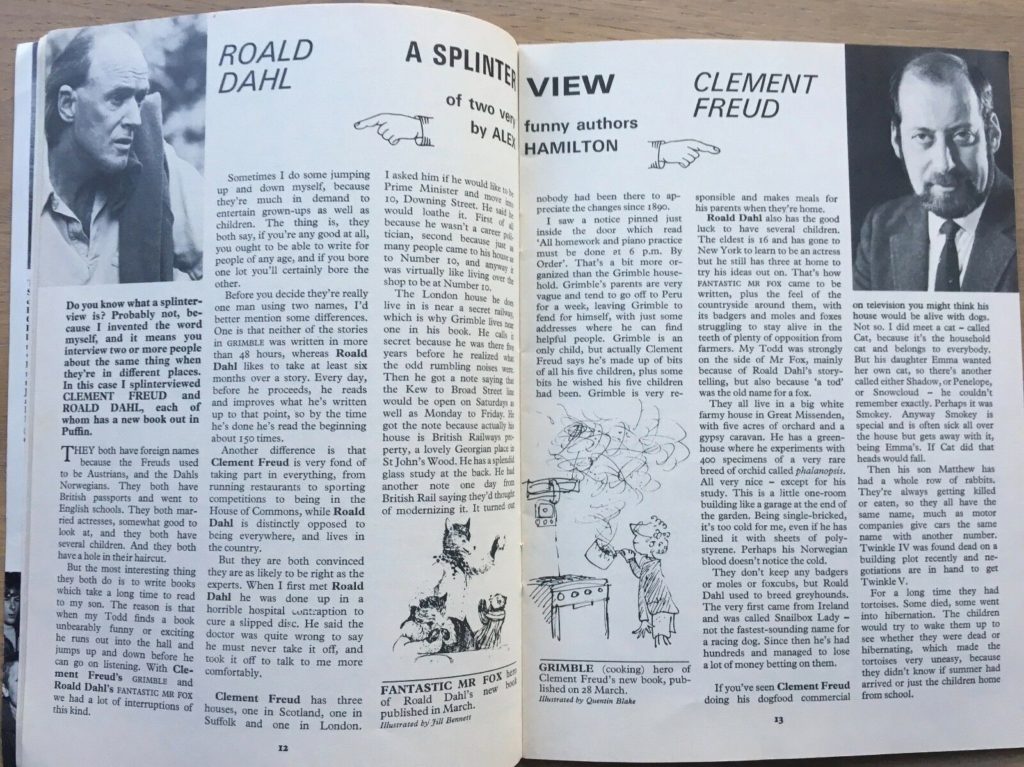 ROALD
DAHL
A SPLINTER
of two very
by ALEX
Do you know what a splinter-
view is? Probably not, be-
cause I invented the word
myself, and it means you
interview two or more people
about the same thing when
they're in different places.
In this case I splinterviewed
CLEMENT FREUD and
ROALD DAHL, each of
whom has a new book out in
Puffin.
THEY both have foreign names
because the Freuds used
to be Austrians, and the Dahls
Norwegians. They both have
British passports and went to
English schools. They both mar-
ried actresses, somewhat good to
look at, and they both have
several children. And they both
have a hole in their haircut.
But the most interesting thing
they both do is to write books
which take a long time to read
to my son. The reason is that
when my Todd finds a book
unbearably funny or exciting
he runs out into the hall and
jumps up and down before he
can go on listening. With Cle-
ment Freud's GRIMBLE and
Roald Dahl's FANTASTIC MR FOX
we had a lot of interruptions of
this kind.
Sometimes I do some jumping
up and down myself, because
they're much in demand to
entertain grown-ups as well as
children. The thing is, they
both say, if you're any good at all,
you ought to be able to write for
people of any age, and if you bore
one lot you'll certainly bore the
other.
Before you decide they're really
one man using two names, I'd
better mention some differences.
One is that neither of the stories
in GRIMBLE was written in more
than 48 hours, whereas Roald
Dahl likes to take at least six
months over a story. Every day,
before he proceeds, he reads
and improves what he's written
up to that point, so by the time
he's done he's read the beginning
about 150 times.
Another difference is that
Clement Freud is very fond of
taking part in everything, from
running restaurants to sporting
competitions to being in the
House of Commons, while Roald
Dahl is distinctly opposed to
being everywhere, and lives in
the country.
But they are both convinced
they are as likely to be right as the
experts. When I first met Roald
Dahl he was done up in a
horrible hospital contraption to
cure a slipped disc. He said the
doctor was quite wrong to say
he must never take it off, and
took it off to talk to me more
comfortably.
Clement Freud has three
houses, one in Scotland, one in
Suffolk and one in London.
I asked him if he would like to be
Prime Minister and move into
10, Downing Street. He said he
would loathe it. First of all
because he wasn't a career poli-
tician, second because just as
many people came to his house as
to Number 10, and anyway it
was virtually like living over the
shop to be at Number 10.
The London house he does
live in is near a secret railway,
which is why Grimble lives near
one in his book. He calls it
secret because he was there five
years before he realized what
the odd rumbling noises were.
Then he got a note saying that
the Kew to Broad Street line
would be open on Saturdays as
well as Monday to Friday. He
got the note because actually his
house is British Railways pro-
perty, a lovely Georgian place in
St John's Wood. He has a splendid
glass study at the back. He had
another note one day from
British Rail saying they'd thought
of modernizing it. It turned out
FANTASTIC MR FOX hero
of Roald Dahl's new book
published in March.
Illustrated by Jill Bennett
12
VIEW
funny authors
HAMILTON
CLEMENT
FREUD
nobody had been there to ap-
preciate the changes since 1890.
I saw a notice pinned just
inside the door which read
'All homework and piano practice
must be done at 6 p.m. By
Order'. That's a bit more or-
ganized than the Grimble house-
hold. Grimble's parents are very
vague and tend to go off to Peru
for a week, leaving Grimble to
fend for himself, with just some
addresses where he can find
helpful people. Grimble is an
only child, but actually Clement
Freud says he's made up of bits
of all his five children, plus some
bits he wished his five children
had been. Grimble is very re-
GRIMBLE (cooking) hero of
Clement Freud's new book, pub-
lished on 28 March.
Illustrated by Quentin Blake
sponsible and makes meals for
his parents when they're home.
Roald Dahl also has the good
luck to have several children.
The eldest is 16 and has gone to
New York to learn to be an actress
but he still has three at home to
try his ideas out on. That's how
FANTASTIC MR FOX came to be
written, plus the feel of the
countryside around them, with
its badgers and moles and foxes
struggling to stay alive in the
teeth of plenty of opposition from
farmers. My Todd was strongly
on the side of Mr Fox, mainly
because of Roald Dahl's story-
telling, but also because 'a tod'
was the old name for a fox.
They all live in a big white
farmy house in Great Missenden,
with five acres of orchard and a
gypsy caravan. He has a green-
house where he experiments with
400 specimens of a very rare
breed of orchid called phalanopsis.
All very nice – except for his
study. This is a little one-room
building like a garage at the end of
the garden. Being single-bricked,
it's too cold for me, even if he has
lined it with sheets of poly-
styrene. Perhaps his Norwegian
blood doesn't notice the cold.
They don't keep any badgers
or moles or foxcubs, but Roald
Dahl used to breed greyhounds.
The very first came from Ireland
and was called Snailbox Lady –
not the fastest-sounding name for
a racing dog. Since then he's had
hundreds and managed to lose
a lot of money betting on them.
If you've seen Clement Freud
doing his dogfood commercial
on television you might think his
house would be alive with dogs.
Not so. I did meet a cat – called
Cat, because it's the household
cat and belongs to everybody.
But his daughter Emma wanted
her own cat, so there's another
called either Shadow, or Penelope,
or Snowcloud – he couldn't
remember exactly. Perhaps it was
Smokey. Anyway Smokey is
special and is often sick all over
the house but gets away with it,
being Emma's. If Cat did that
heads would fall.
Then his son Matthew has
had a whole row of rabbits.
They're always getting killed
or eaten, so they all have the
same name, much as motor
companies give cars the same
name with another number.
Twinkle IV was found dead on a
building plot recently and ne-
gotiations are in hand to get
Twinkle V.
For a long time they had
tortoises. Some died, some went
into hibernation. The children
would try to wake them up to
see whether they were dead or
hibernating, which made the
tortoises very uneasy, because
they didn't know if summer had
arrived or just the children home
from school.
13